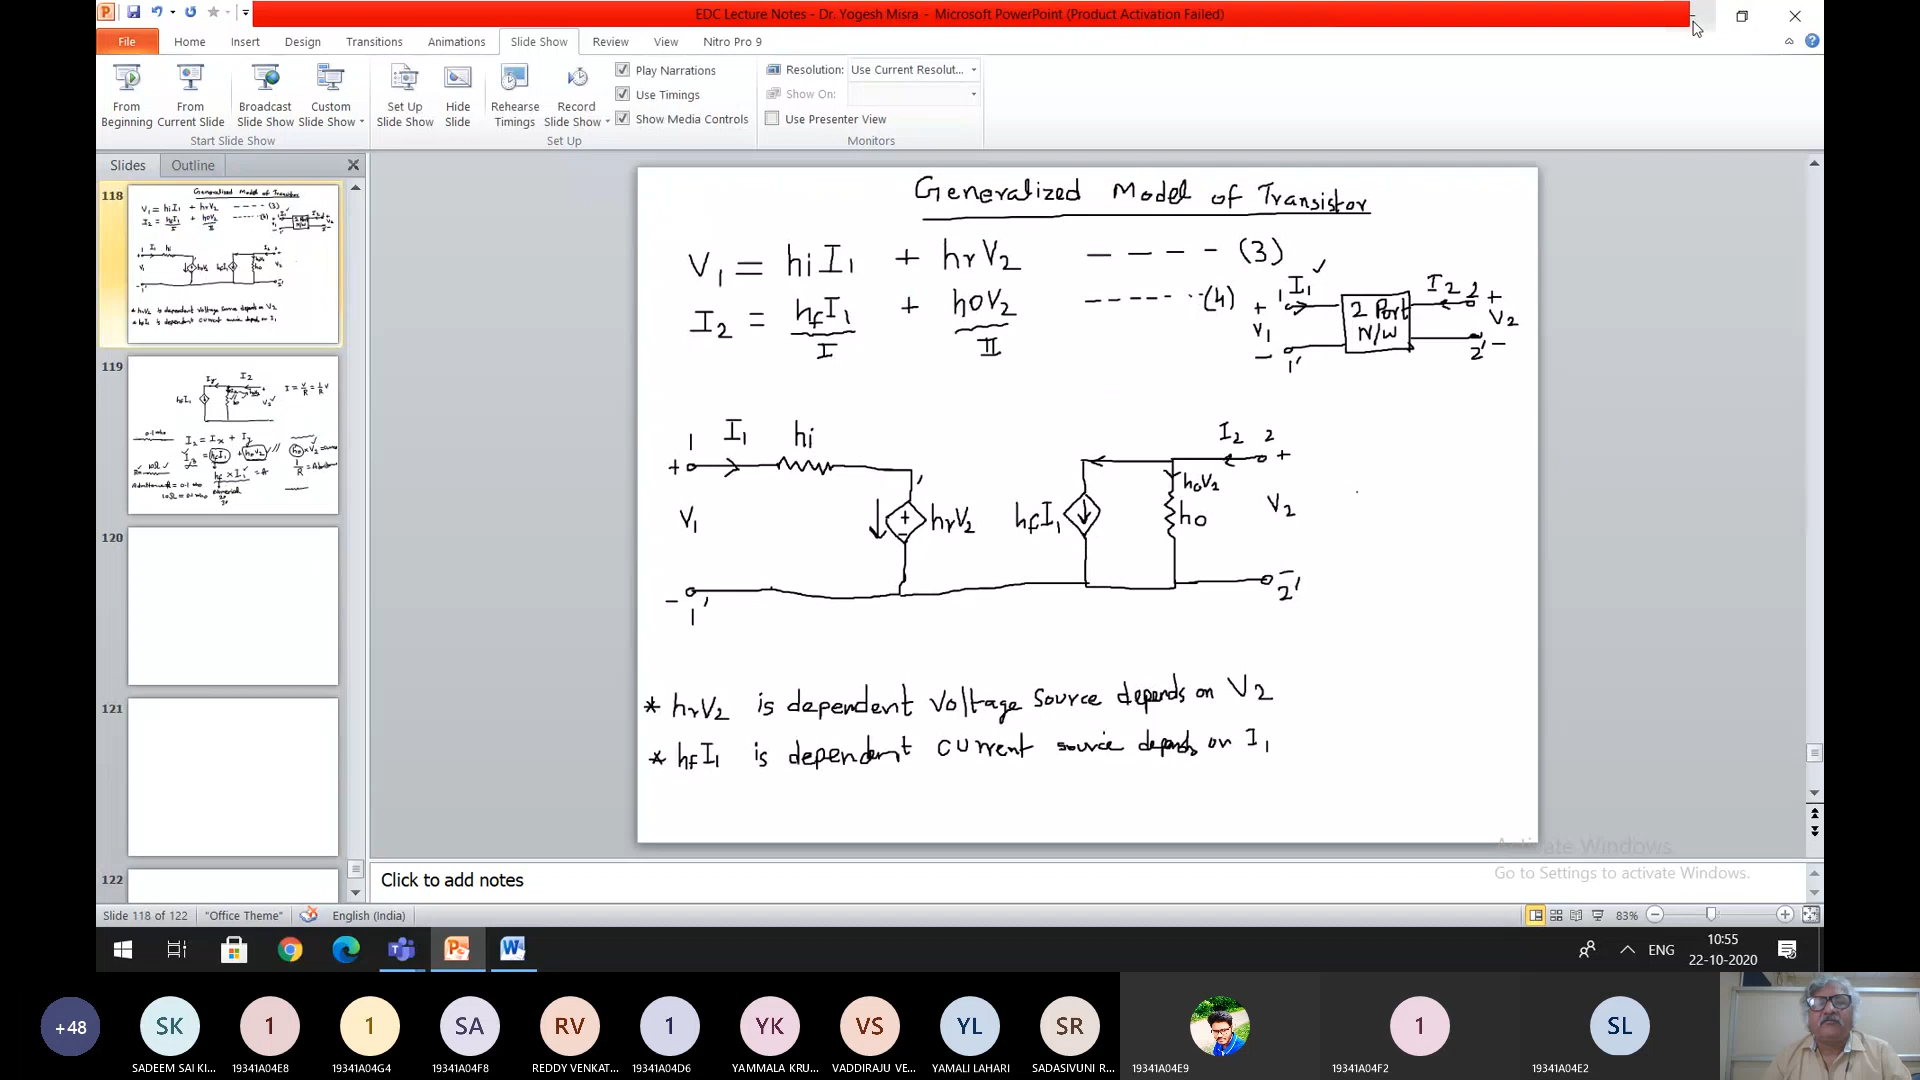 EDC Lecture Notes - Dr. Yogesh Misra - Microsoft PowerPoint (Product Activation Failed)
File Home Insert Design Transitions Animations Slide Show Review View Nitro Pro 9
From Beginning
From Current Slide
Broadcast Slide Show
Custom Slide Show
Start Slide Show
Set Up Slide Show
Hide Slide
Rehearse Timings
Record Slide Show
Play Narrations
Use Timings
Show Media Controls
Set Up
Resolution: Use Current Resolut...
Show On:
Use Presenter View
Monitors
Slides Outline
118
119
120
121
122
Generalized Model of Transistor
V1 = hiI1 + hrV2 ---- (3)
I2 = hfI1 + hoV2 ------- (4)
I II
1 I1 ✓ I2 2
+ V1 - 1'
2 Port
N/W
+ V2 - 2'
1 I1 hi
+
V1
-
1'
+
-
hrV2
hfI1
hoV2
ho
I2 2
+
V2
-
2'
* hrV2 is dependent voltage source depends on V2
* hfI1 is dependent current source depends on I1
Activate Windows
Go to Settings to activate Windows.
Click to add notes
Slide 118 of 122 "Office Theme" English (India) 83%
ENG 10:55
22-10-2020
+48 SK 1 1 SA RV 1 YK VS YL SR 1 SL
SADEEM SAI KI... 19341A04E8 19341A04G4 19341A04F8 REDDY VENKAT... 19341A04D6 YAMMALA KRU... VADDIRAJU VE... YAMALI LAHARI SADASIVUNI R... 19341A04E9 19341A04F2 19341A04E2